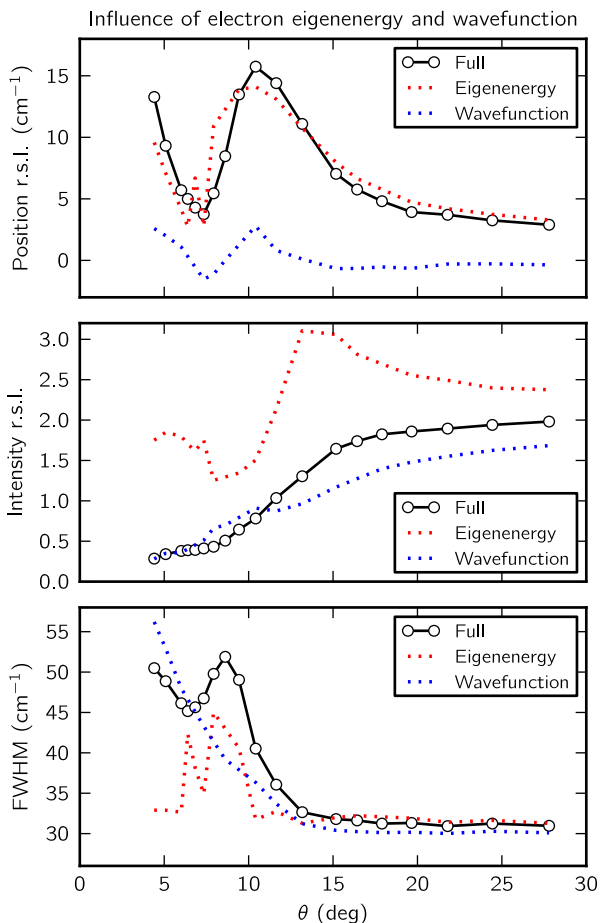 Influence of electron eigenenergy and wavefunction
Position r.s.l. (cm⁻¹)
15
10
5
0
Full
Eigenenergy
Wavefunction
Intensity r.s.l.
3.0
2.5
2.0
1.5
1.0
0.5
0.0
Full
Eigenenergy
Wavefunction
FWHM (cm⁻¹)
55
50
45
40
35
30
Full
Eigenenergy
Wavefunction
0 5 10 15 20 25 30
θ (deg)